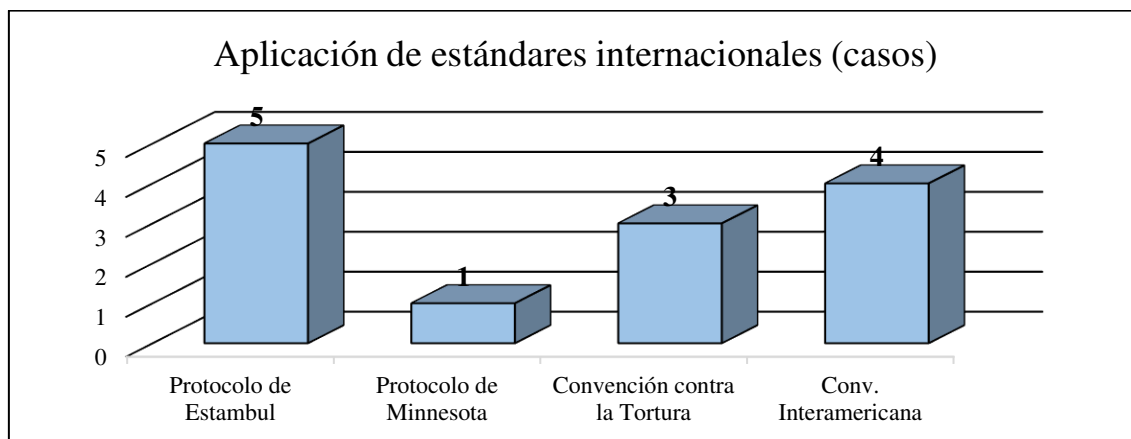 Aplicación de estándares internacionales (casos)
5
4
3
2
1
0
5
1
3
4
Protocolo de
Estambul
Protocolo de
Minnesota
Convención contra
la Tortura
Conv.
Interamericana